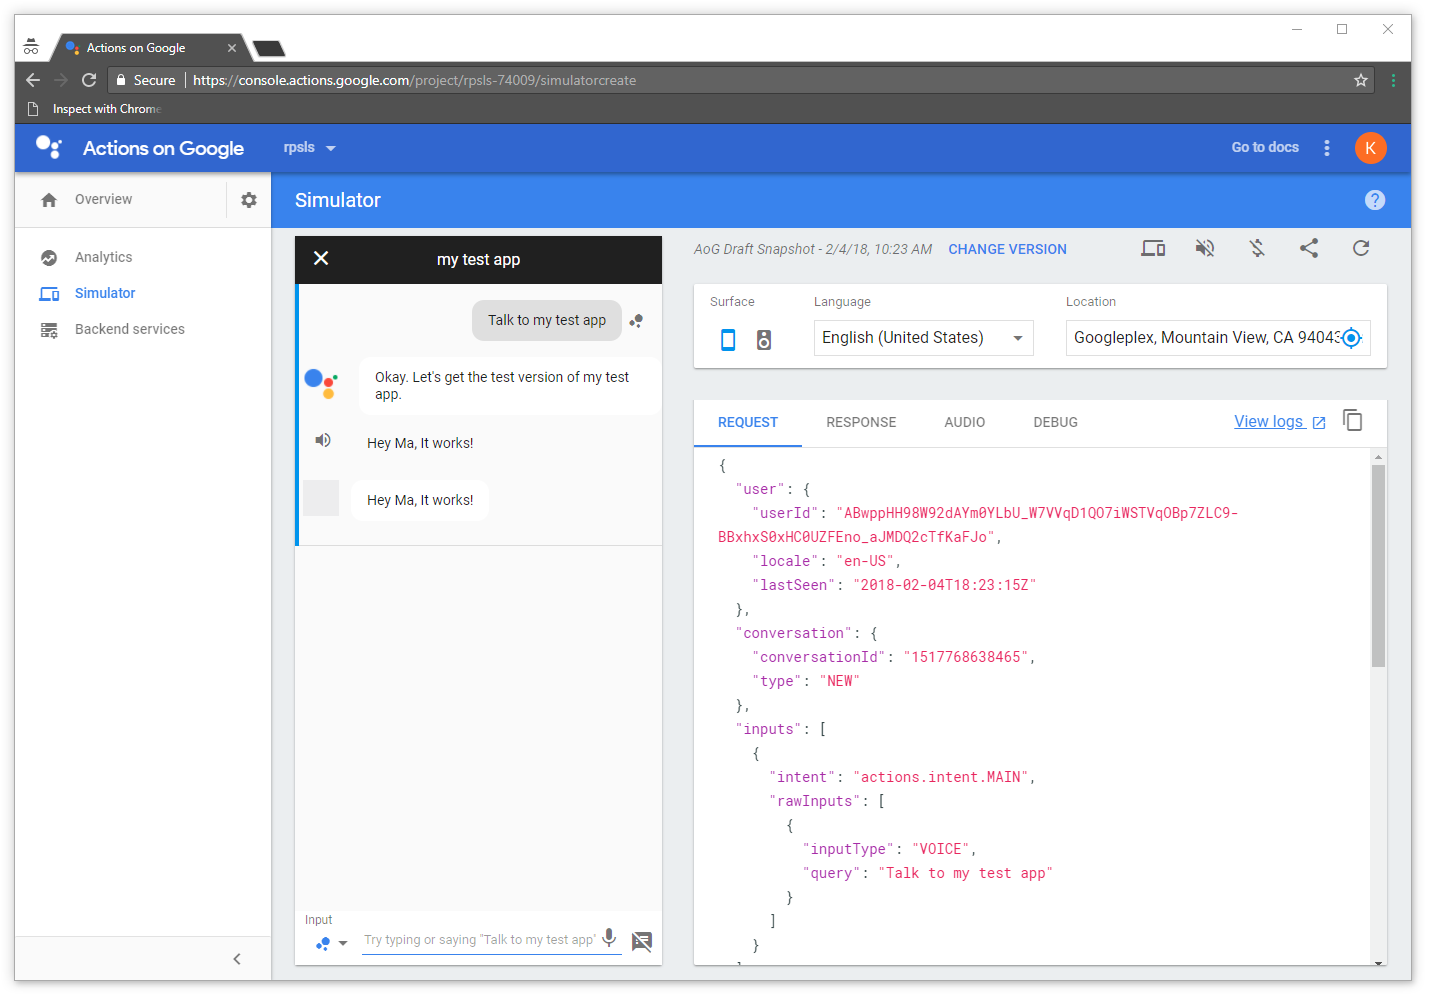 Actions on Google
Secure https://console.actions.google.com/project/rpsls-74009/simulatorcreate
Inspect with Chrome
Actions on Google rpsls Go to docs K
Overview
Simulator ?
Analytics
Simulator
Backend services
my test app
Talk to my test app
Okay. Let's get the test version of my test
app.
Hey Ma, It works!
Hey Ma, It works!
Input
Try typing or saying "Talk to my test app"
AoG Draft Snapshot - 2/4/18, 10:23 AM CHANGE VERSION
Surface Language Location
English (United States) Googleplex, Mountain View, CA 94043
REQUEST RESPONSE AUDIO DEBUG View logs
{
"user": {
"userId": "ABwppHH98W92dAYm0YLbU_W7VVqD1QO7iWSTVqOBp7ZLC9-
BBxhxS0xHC0UZFEno_aJMDQ2cTfKaFJo",
"locale": "en-US",
"lastSeen": "2018-02-04T18:23:15Z"
},
"conversation": {
"conversationId": "1517768638465",
"type": "NEW"
},
"inputs": [
{
"intent": "actions.intent.MAIN",
"rawInputs": [
{
"inputType": "VOICE",
"query": "Talk to my test app"
}
]
}